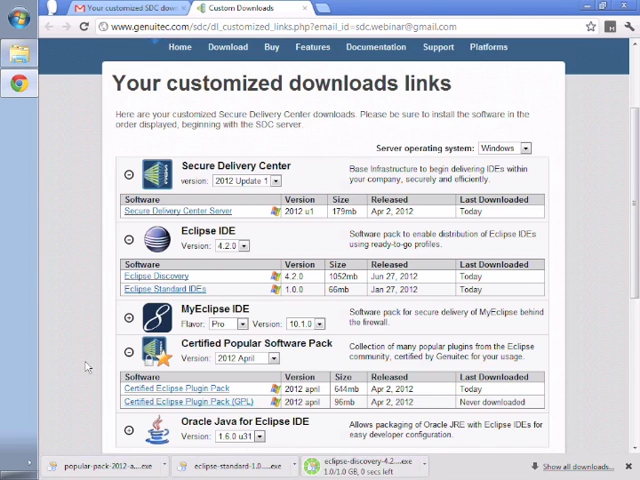 Your customized SDC down
Custom Downloads
www.genuitec.com/sdc/dl_customized_links.php?email_id=sdc.webinar@gmail.com
Home Download Buy Features Documentation Support Platforms
Your customized downloads links
Here are your customized Secure Delivery Center downloads. Please be sure to install the software in the
order displayed, beginning with the SDC server.
Server operating system: Windows
Secure Delivery Center
version: 2012 Update 1
Base Infrastructure to begin delivering IDEs within
your company, securely and efficiently.
Software Version Size Released Last Downloaded
Secure Delivery Center Server 2012 u1 179mb Apr 2, 2012 Today
Eclipse IDE
Version: 4.2.0
Software pack to enable distribution of Eclipse IDEs
using ready-to-go profiles.
Software Version Size Released Last Downloaded
Eclipse Discovery 4.2.0 1052mb Jun 27, 2012 Today
Eclipse Standard IDEs 1.0.0 66mb Jan 27, 2012 Today
MyEclipse IDE
Flavor: Pro Version: 10.1.0
Software pack for secure delivery of MyEclipse behind
the firewall.
Certified Popular Software Pack
Version: 2012 April
Collection of many popular plugins from the Eclipse
community, certified by Genuitec for your usage.
Software Version Size Released Last Downloaded
Certified Eclipse Plugin Pack 2012 april 644mb Apr 2, 2012 Today
Certified Eclipse Plugin Pack (GPL) 2012 april 96mb Apr 2, 2012 Never downloaded
Oracle Java for Eclipse IDE
Version: 1.6.0 u31
Allows packaging of Oracle JRE with Eclipse IDEs for
easy developer configuration.
popular-pack-2012-a....exe
eclipse-standard-1.0....exe
eclipse-discovery-4.2....exe
1.0/1.0 GB, 0 secs left
Show all downloads...